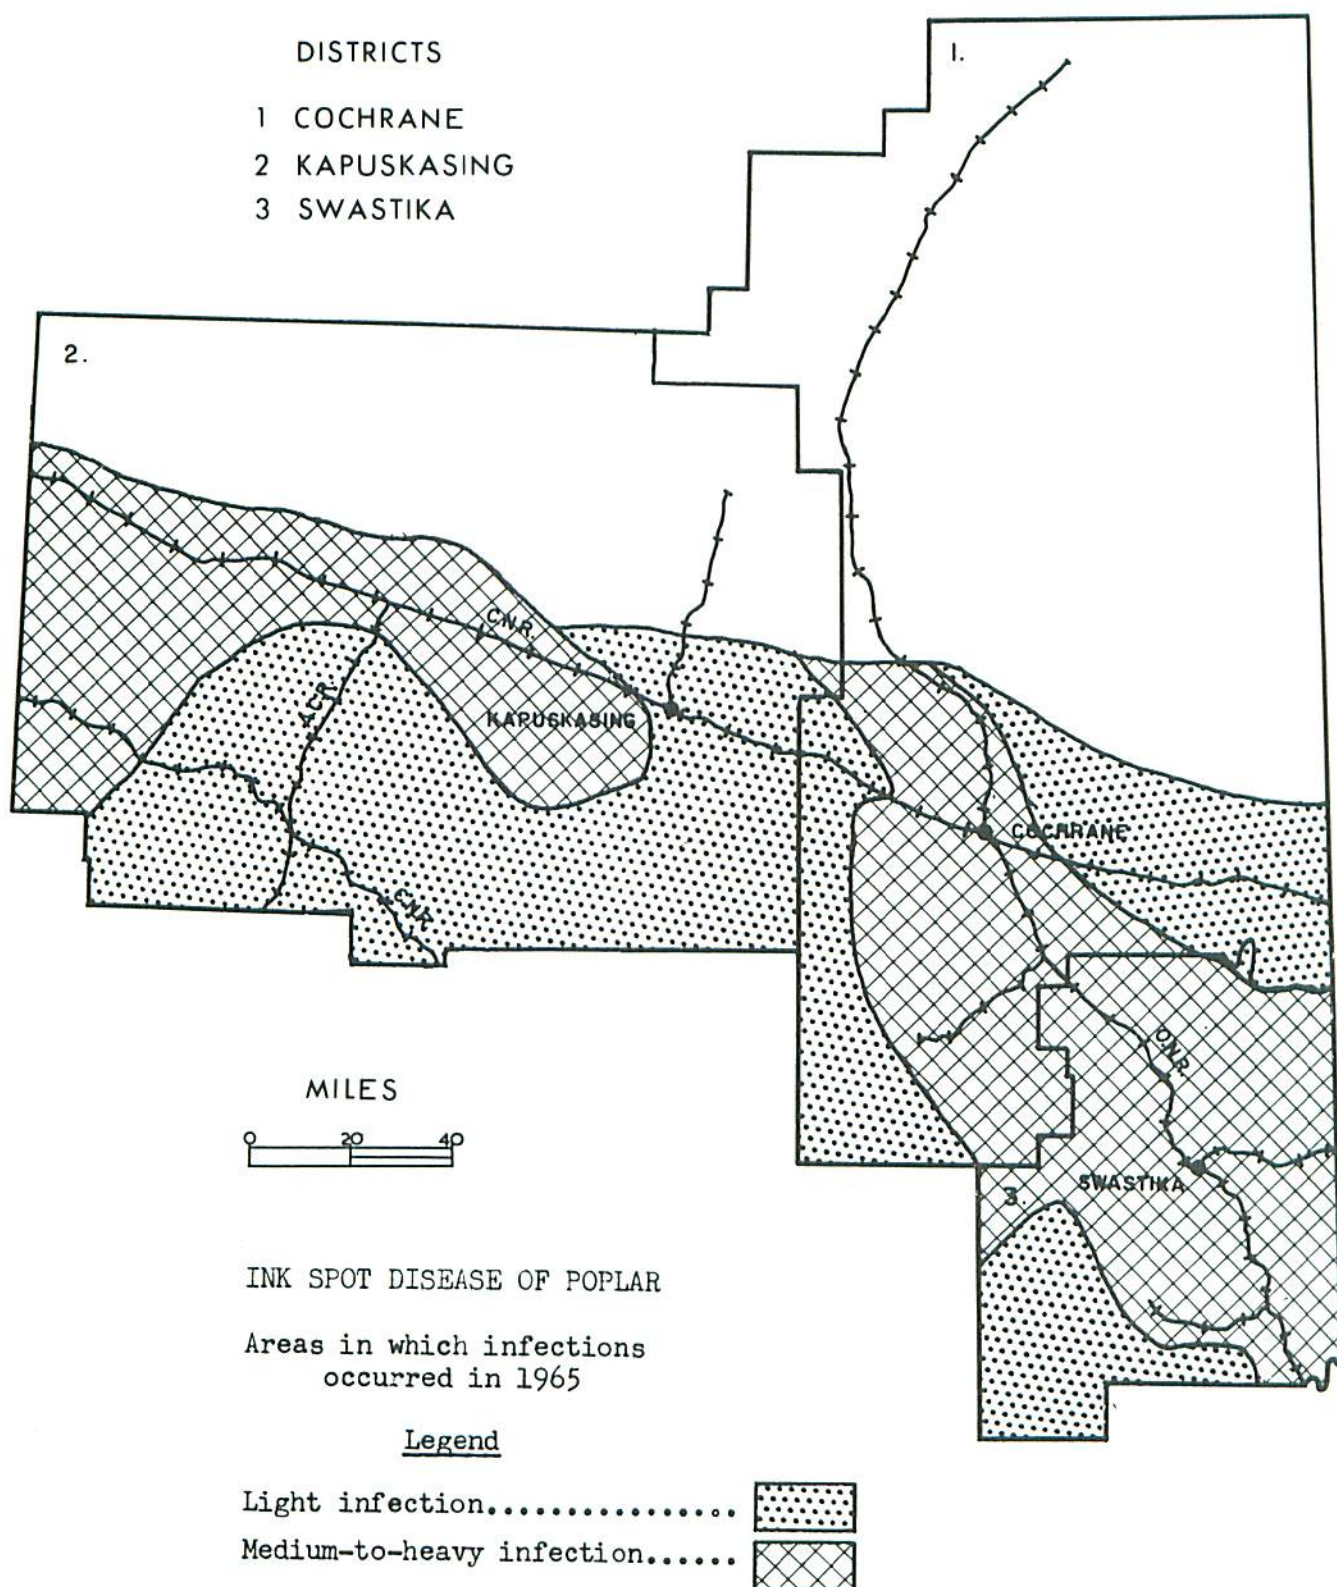 DISTRICTS
1 COCHRANE
2 KAPUSKASING
3 SWASTIKA
1.
2.
C.N.R.
A.C.R.
KAPUSKASING
COCHRANE
C.N.R.
O.N.R.
MILES
0 20 40
SWASTIKA
3.
INK SPOT DISEASE OF POPLAR
Areas in which infections
occurred in 1965
Legend
Light infection................
Medium-to-heavy infection......